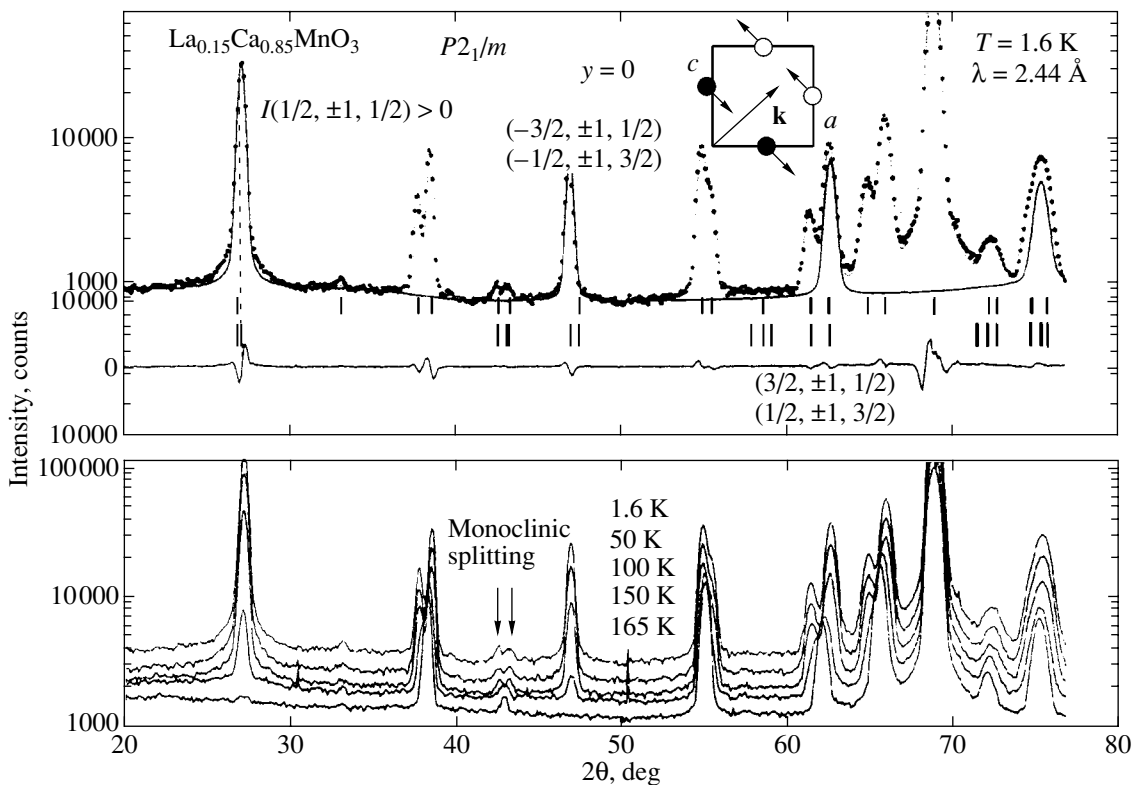 La0.15Ca0.85MnO3
P21/m
y = 0
c
k
a
T = 1.6 K
λ = 2.44 Å
I(1/2, ±1, 1/2) > 0
(−3/2, ±1, 1/2)
(−1/2, ±1, 3/2)
10000
1000
10000
0
10000
(3/2, ±1, 1/2)
(1/2, ±1, 3/2)
Intensity, counts
100000
10000
1000
Monoclinic
splitting
1.6 K
50 K
100 K
150 K
165 K
20 30 40 50 60 70 80
2θ, deg